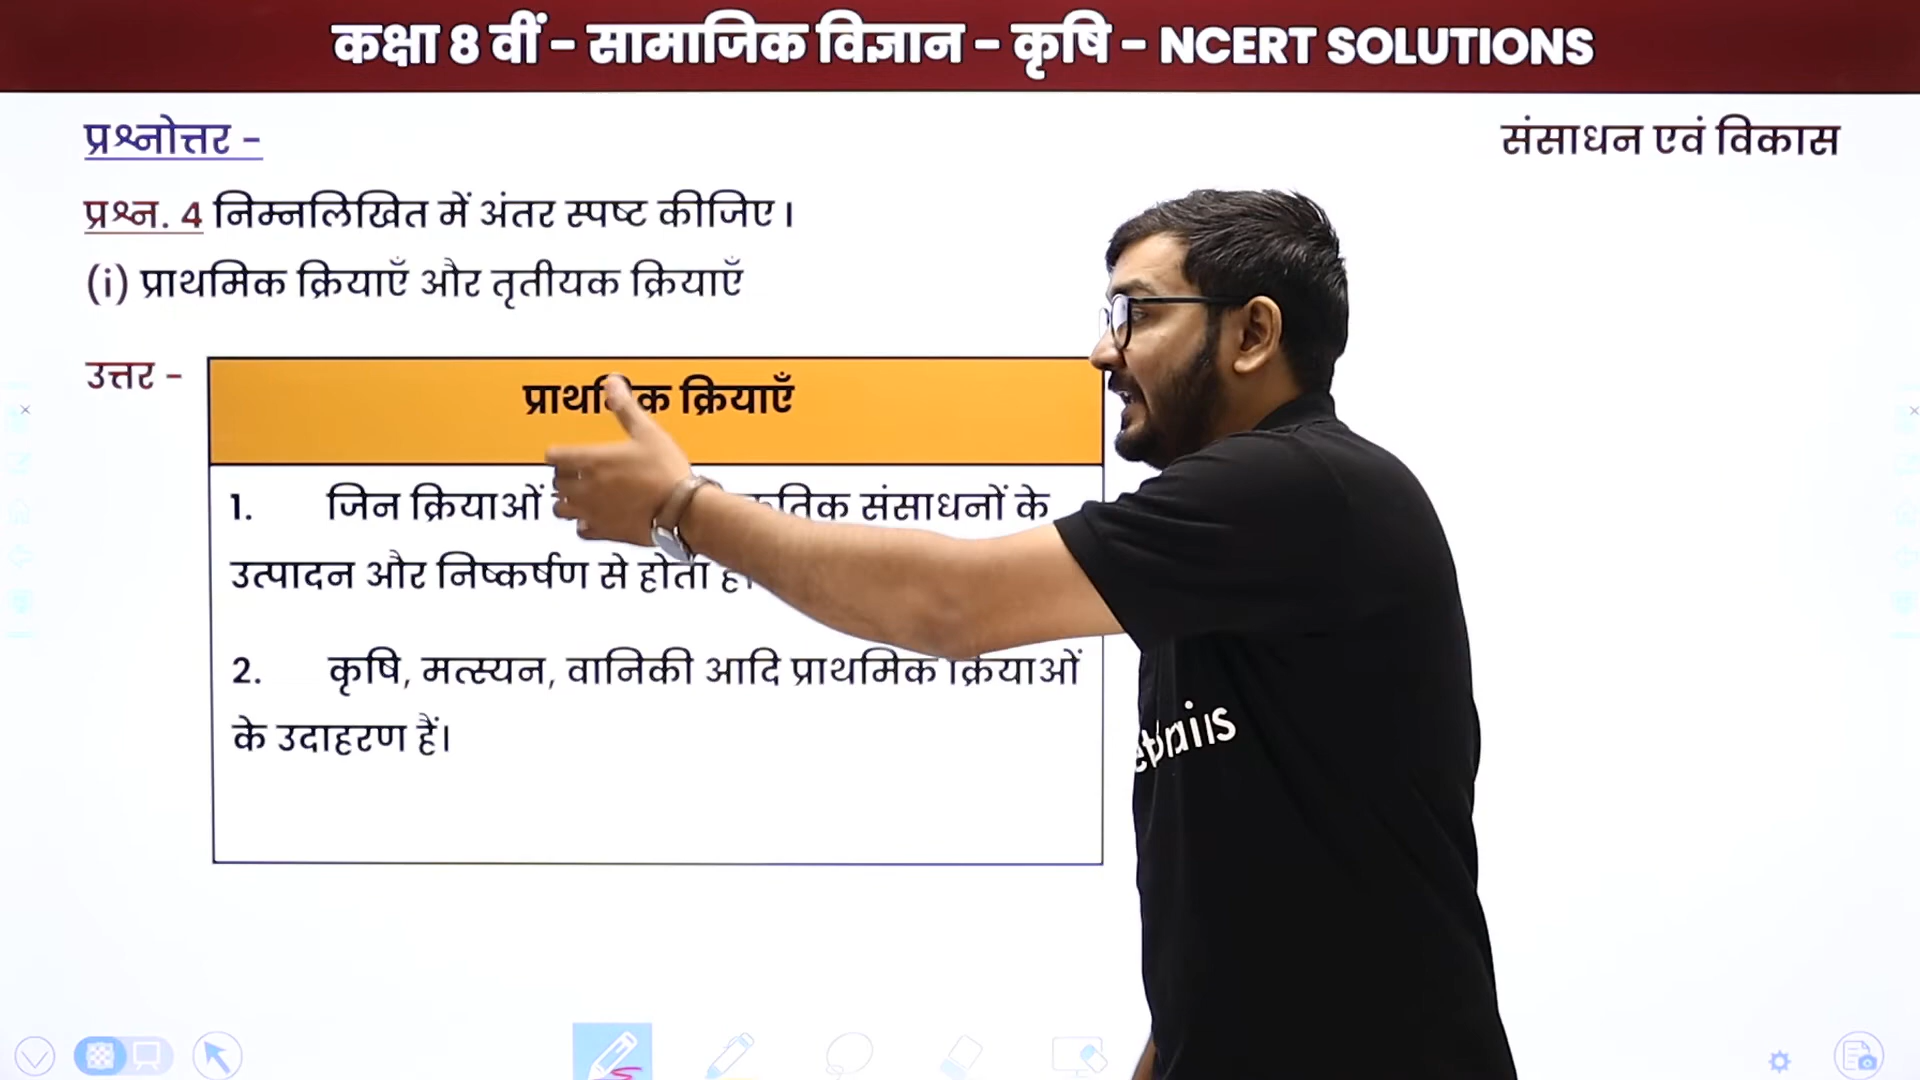 कक्षा 8 वीं - सामाजिक विज्ञान - कृषि - NCERT SOLUTIONS
प्रश्नोत्तर -
संसाधन एवं विकास
प्रश्न. 4 निम्नलिखित में अंतर स्पष्ट कीजिए।
(i) प्राथमिक क्रियाएँ और तृतीयक क्रियाएँ
उत्तर -
क्रियाएँ
1. जिन क्रियाओं संसाधनों के
उत्पादन और निष्कर्षण से होता
2. कृषि, मत्स्यन, वानिकी आदि प्राथमिक क्रियाओं
के उदाहरण हैं।